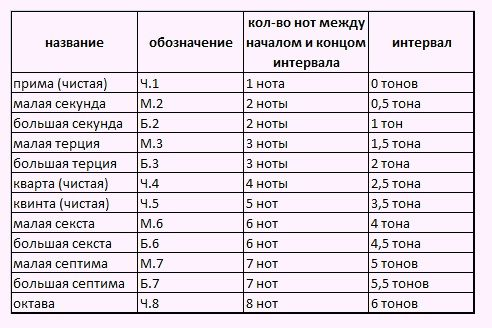 название обозначение кол-во нот между началом и концом интервала интервал
прима (чистая) Ч.1 1 нота 0 тонов
малая секунда М.2 2 ноты 0,5 тона
большая секунда Б.2 2 ноты 1 тон
малая терция М.3 3 ноты 1,5 тона
большая терция Б.3 3 ноты 2 тона
кварта (чистая) Ч.4 4 ноты 2,5 тона
квинта (чистая) Ч.5 5 нот 3,5 тона
малая секста М.6 6 нот 4 тона
большая секста Б.6 6 нот 4,5 тона
малая септима М.7 7 нот 5 тонов
большая септима Б.7 7 нот 5,5 тонов
октава Ч.8 8 нот 6 тонов